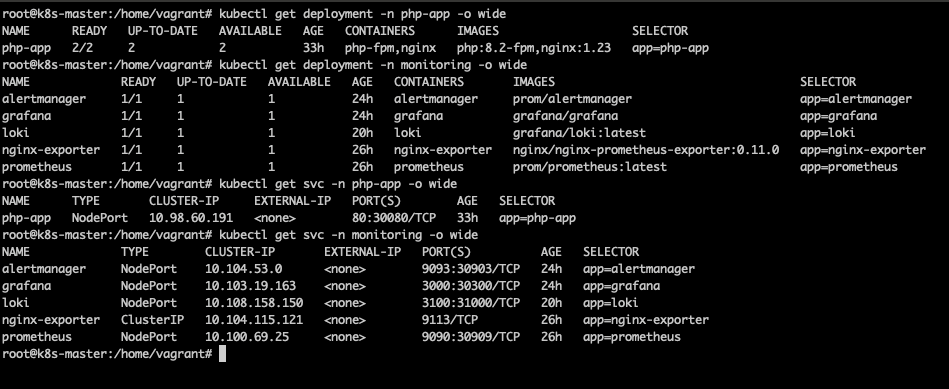 root@k8s-master:/home/vagrant# kubectl get deployment -n php-app -o wide
NAME READY UP-TO-DATE AVAILABLE AGE CONTAINERS IMAGES SELECTOR
php-app 2/2 2 2 33h php-fpm,nginx php:8.2-fpm,nginx:1.23 app=php-app
root@k8s-master:/home/vagrant# kubectl get deployment -n monitoring -o wide
NAME READY UP-TO-DATE AVAILABLE AGE CONTAINERS IMAGES SELECTOR
alertmanager 1/1 1 1 24h alertmanager prom/alertmanager app=alertmanager
grafana 1/1 1 1 24h grafana grafana/grafana app=grafana
loki 1/1 1 1 20h loki grafana/loki:latest app=loki
nginx-exporter 1/1 1 1 26h nginx-exporter nginx/nginx-prometheus-exporter:0.11.0 app=nginx-exporter
prometheus 1/1 1 1 26h prometheus prom/prometheus:latest app=prometheus
root@k8s-master:/home/vagrant# kubectl get svc -n php-app -o wide
NAME TYPE CLUSTER-IP EXTERNAL-IP PORT(S) AGE SELECTOR
php-app NodePort 10.98.60.191 <none> 80:30080/TCP 33h app=php-app
root@k8s-master:/home/vagrant# kubectl get svc -n monitoring -o wide
NAME TYPE CLUSTER-IP EXTERNAL-IP PORT(S) AGE SELECTOR
alertmanager NodePort 10.104.53.0 <none> 9093:30903/TCP 24h app=alertmanager
grafana NodePort 10.103.19.163 <none> 3000:30300/TCP 24h app=grafana
loki NodePort 10.108.158.150 <none> 3100:31000/TCP 20h app=loki
nginx-exporter ClusterIP 10.104.115.121 <none> 9113/TCP 26h app=nginx-exporter
prometheus NodePort 10.100.69.25 <none> 9090:30909/TCP 26h app=prometheus
root@k8s-master:/home/vagrant#